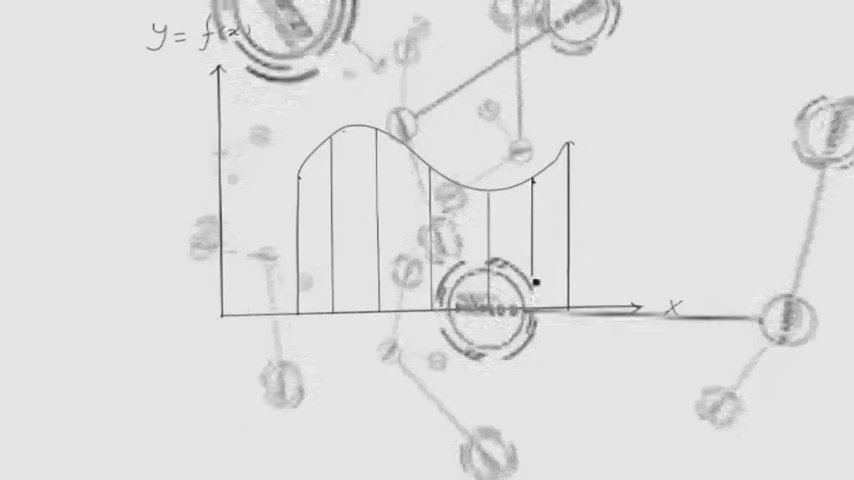 y = f(x)
x